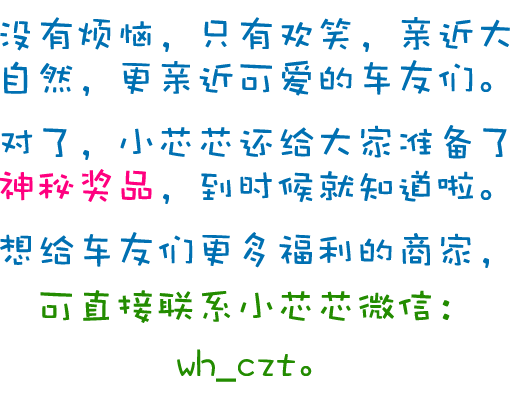 没有烦恼，只有欢笑，亲近大
自然，更亲近可爱的车友们。
对了，小芯芯还给大家准备了
神秘奖品，到时候就知道啦。
想给车友们更多福利的商家，
可直接联系小芯芯微信：
wh_czt。